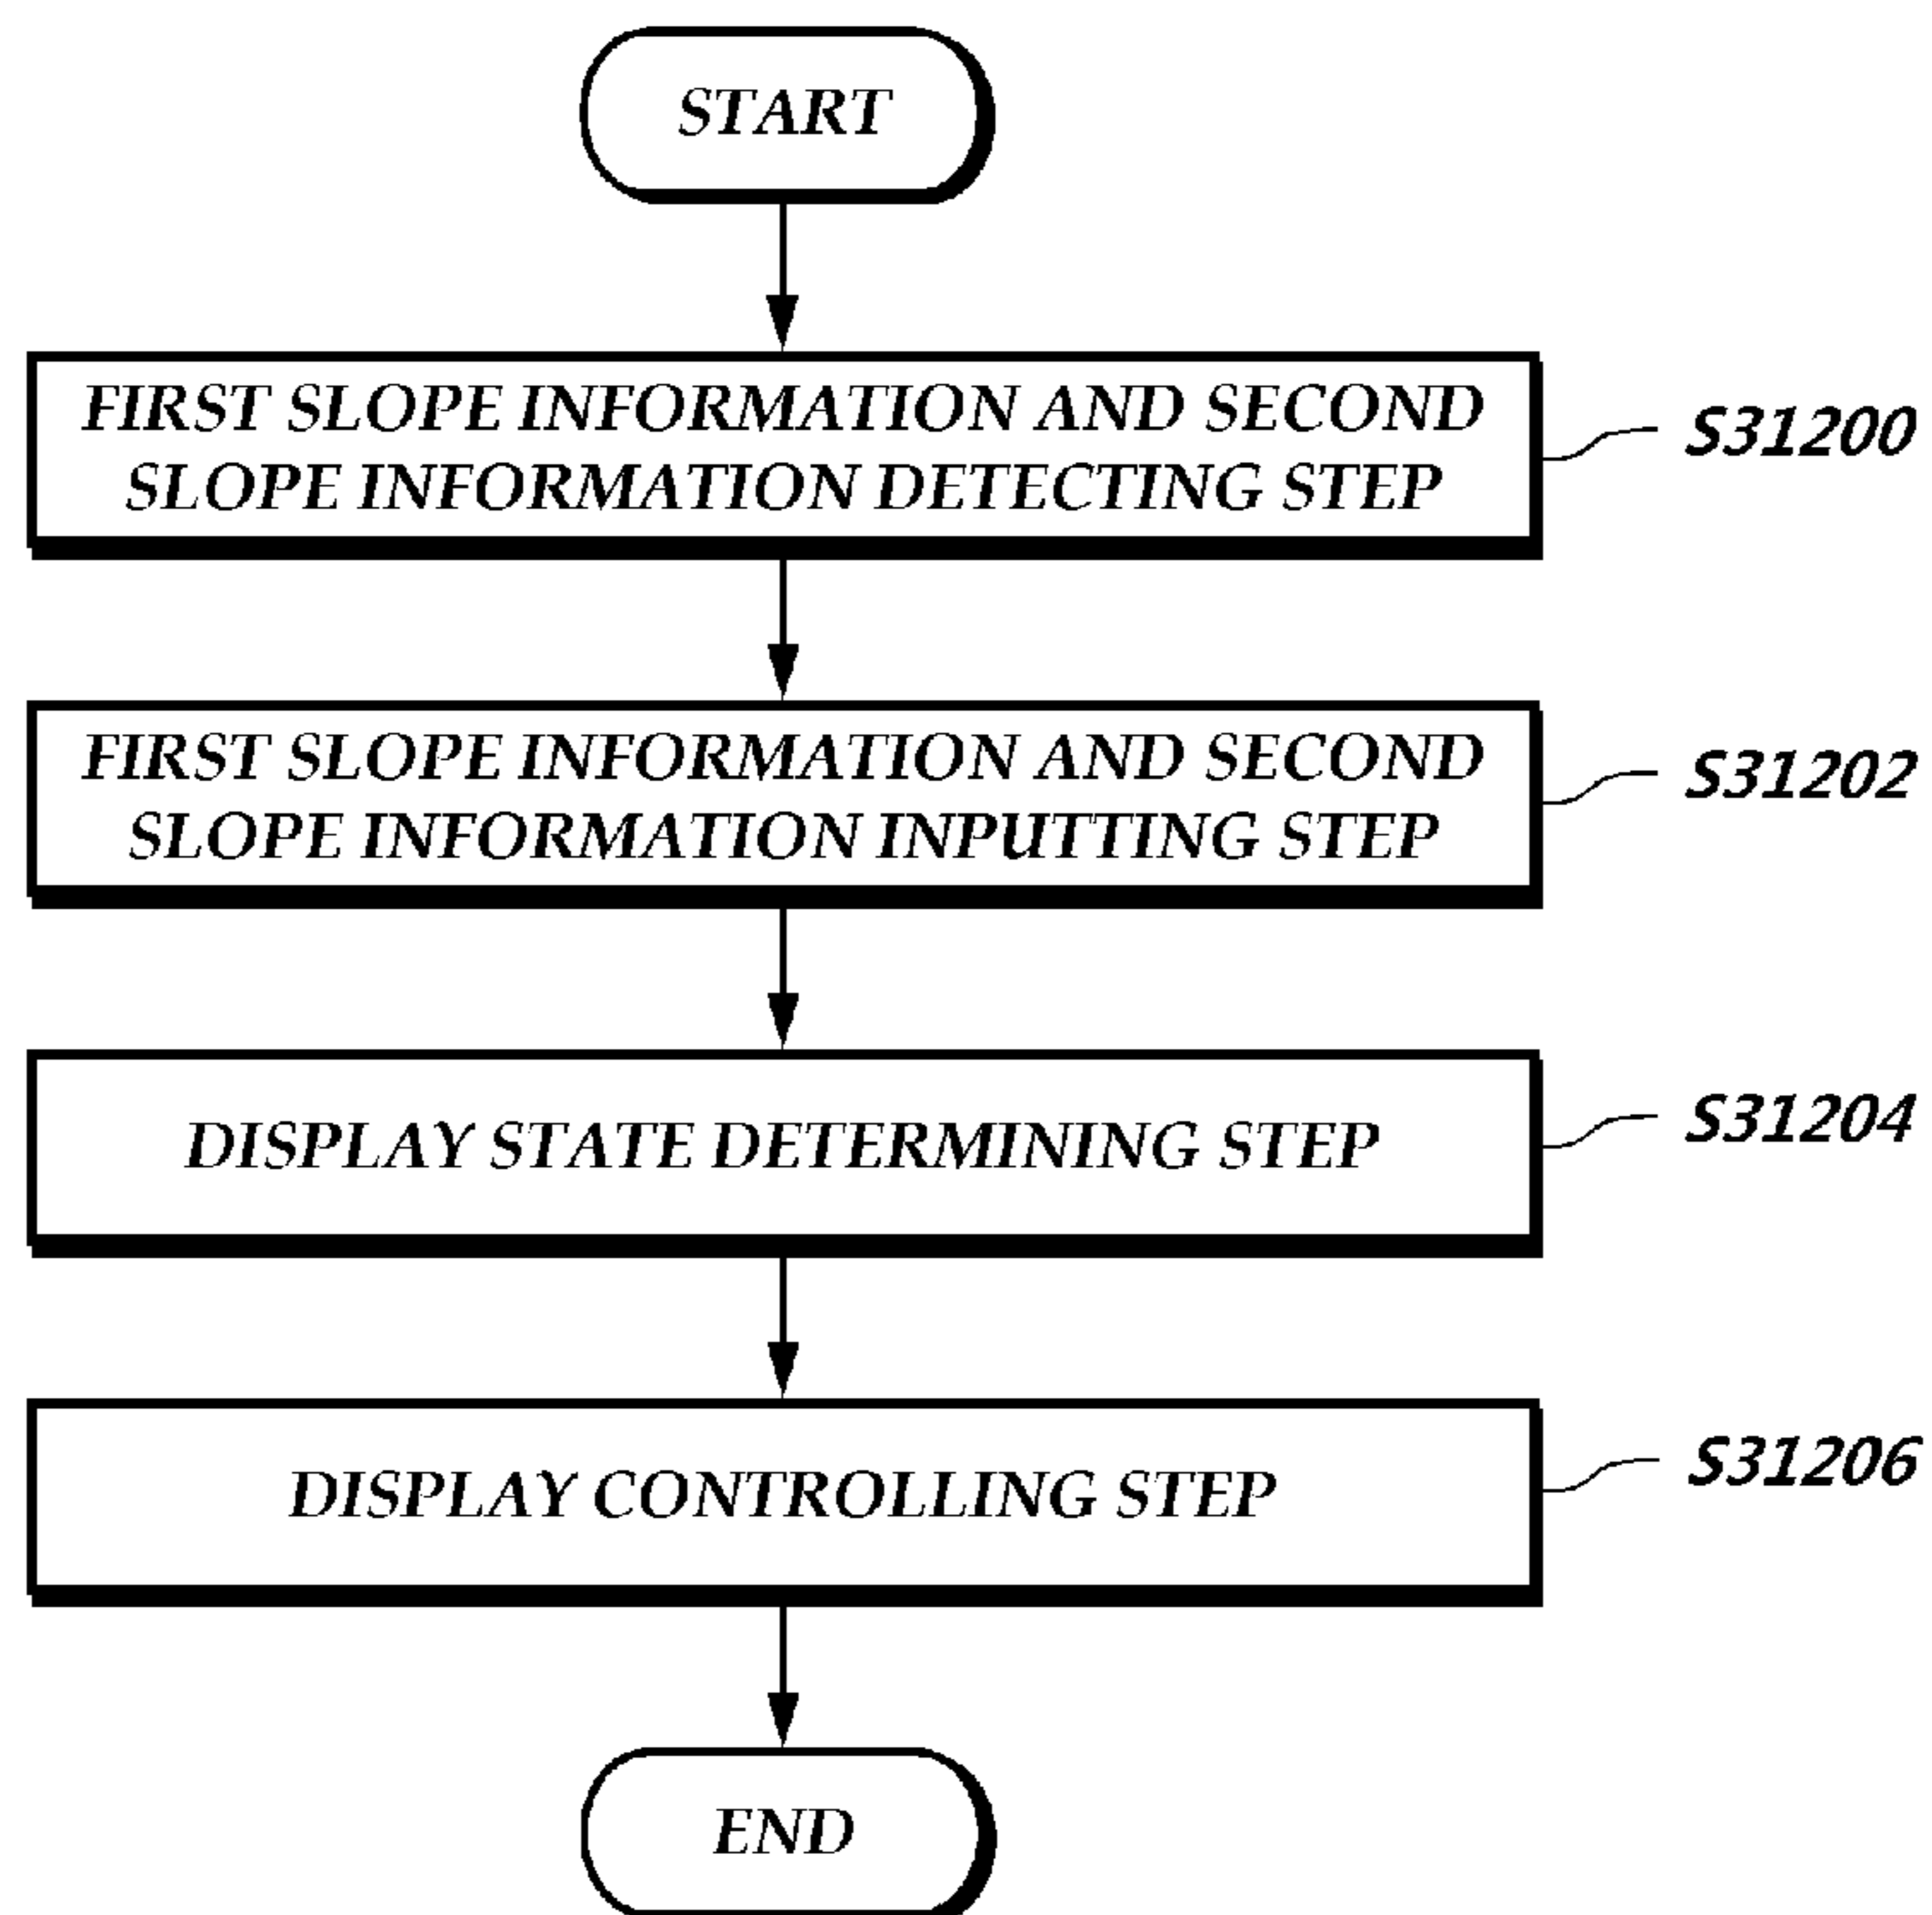 START
FIRST SLOPE INFORMATION AND SECOND
SLOPE INFORMATION DETECTING STEP
S31200
FIRST SLOPE INFORMATION AND SECOND
SLOPE INFORMATION INPUTTING STEP
S31202
DISPLAY STATE DETERMINING STEP
S31204
DISPLAY CONTROLLING STEP
S31206
END